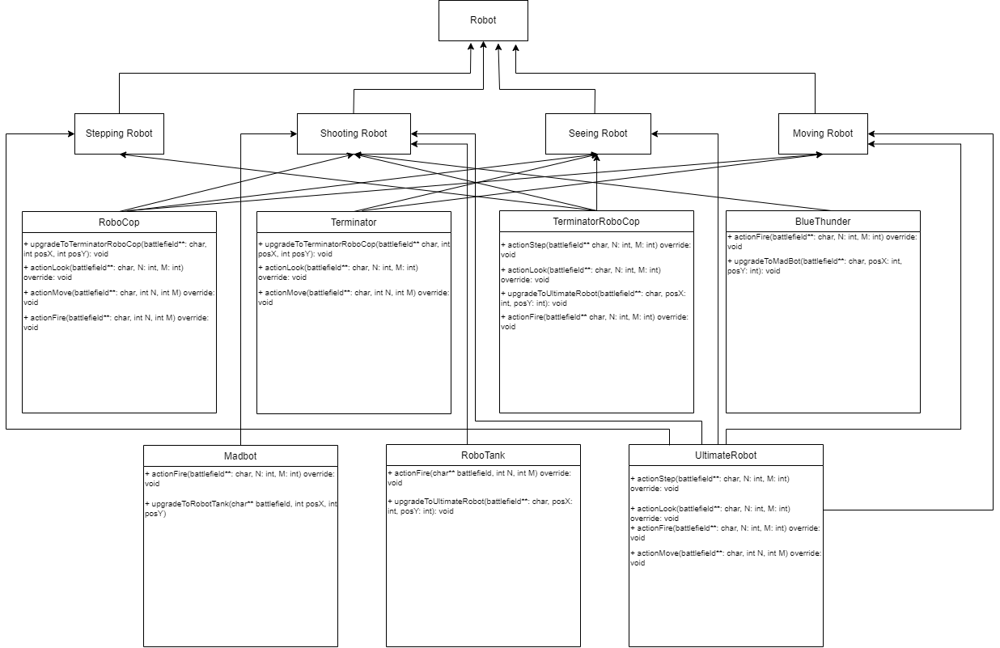 Robot
Stepping Robot
Shooting Robot
Seeing Robot
Moving Robot
RoboCop
+ upgradeToTerminatorRoboCop(battlefield**: char,
int posX, int posY): void
+ actionLook(battlefield**: char, N: int, M: int)
override: void
+ actionMove(battlefield**: char, int N, int M) override:
void
+ actionFire(battlefield**: char, int N, int M) override:
void
Terminator
+ upgradeToTerminatorRoboCop(battlefield** char, int
posX, int posY): void
+ actionLook(battlefield**: char, N: int, M: int)
override: void
+ actionMove(battlefield**: char, int N, int M) override:
void
TerminatorRoboCop
+ actionStep(battlefield** char, N: int, M: int) override:
void
+ actionLook(battlefield**: char, N: int, M: int)
override: void
+ upgradeToUltimateRobot(battlefield**: char, posX:
int, posY: int): void
+ actionFire(battlefield** char, N: int, M: int) override:
void
BlueThunder
+ actionFire(battlefield**: char, N: int, M: int) override:
void
+ upgradeToMadBot(battlefield**: char, posX: int,
posY: int): void
Madbot
+ actionFire(battlefield**: char, N: int, M: int) override:
void
+ upgradeToRobotTank(char** battlefield, int posX, int
posY)
RoboTank
+ actionFire(char** battlefield, int N, int M) override:
void
+ upgradeToUltimateRobot(battlefield**: char, posX:
int, posY: int): void
UltimateRobot
+ actionStep(battlefield**: char, N: int, M: int)
override: void
+ actionLook(battlefield**: char, N: int, M: int)
override: void
+ actionFire(battlefield**: char, N: int, M: int) override:
void
+ actionMove(battlefield**: char, int N, int M) override:
void